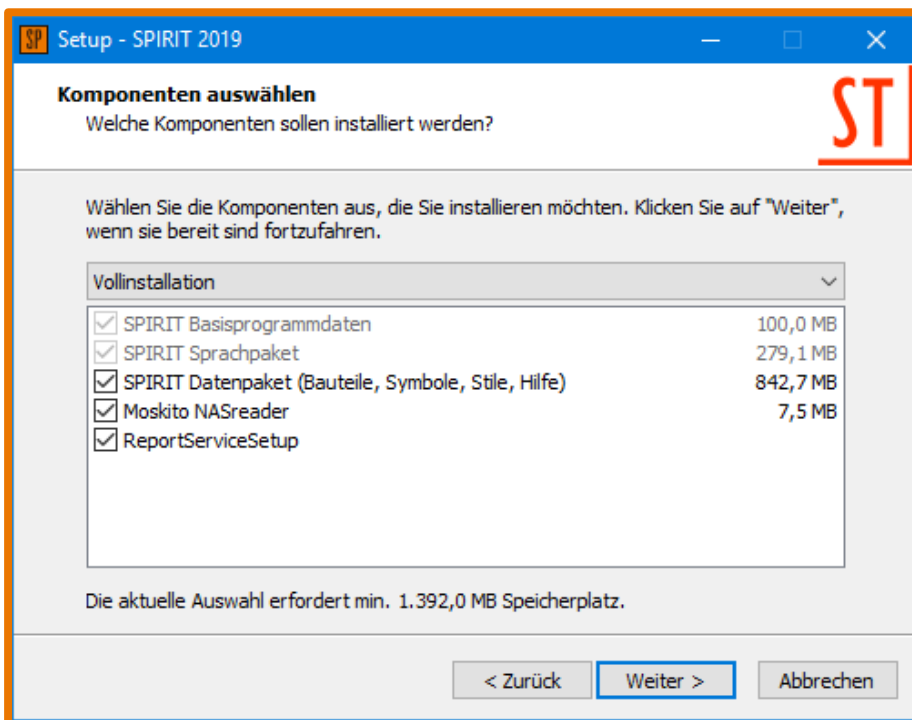 SP Setup - SPIRIT 2019
Komponenten auswählen
Welche Komponenten sollen installiert werden?
ST
Wählen Sie die Komponenten aus, die Sie installieren möchten. Klicken Sie auf "Weiter",
wenn sie bereit sind fortzufahren.
Vollinstallation
SPIRIT Basisprogrammdaten 100,0 MB
SPIRIT Sprachpaket 279,1 MB
SPIRIT Datenpaket (Bauteile, Symbole, Stile, Hilfe) 842,7 MB
Moskito NASreader 7,5 MB
ReportServiceSetup
Die aktuelle Auswahl erfordert min. 1.392,0 MB Speicherplatz.
< Zurück Weiter > Abbrechen